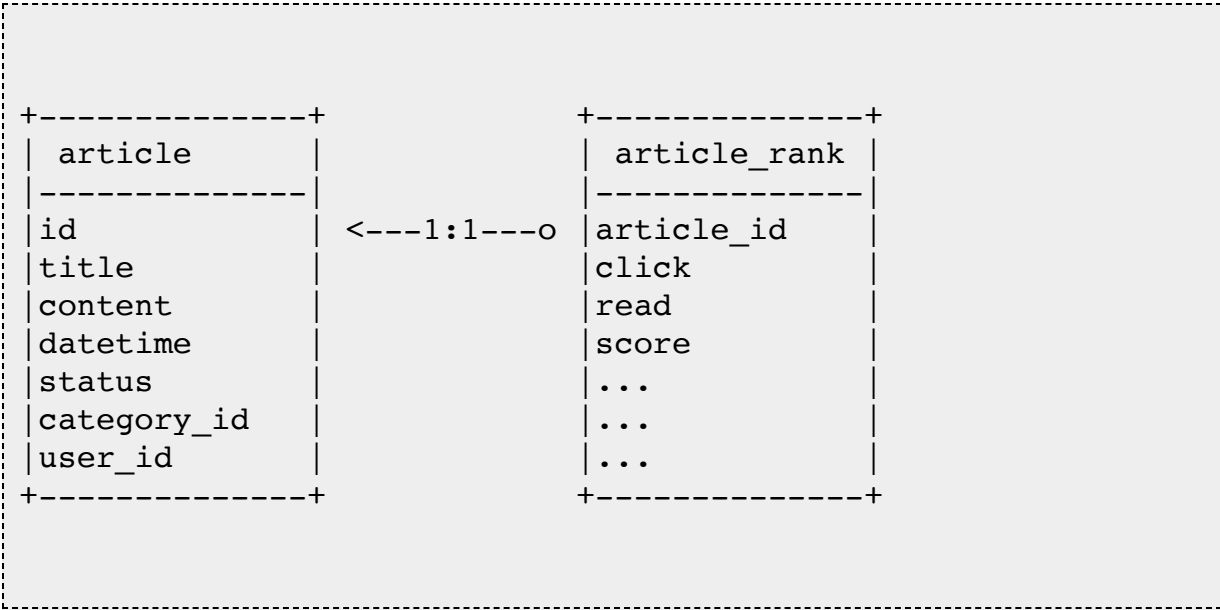 +--------------+             +--------------+
| article      |             | article_rank |
|--------------|             |--------------|
|id            | <---1:1---o |article_id    |
|title         |             |click         |
|content       |             |read          |
|datetime      |             |score         |
|status        |             |...           |
|category_id   |             |...           |
|user_id       |             |...           |
+--------------+             +--------------+